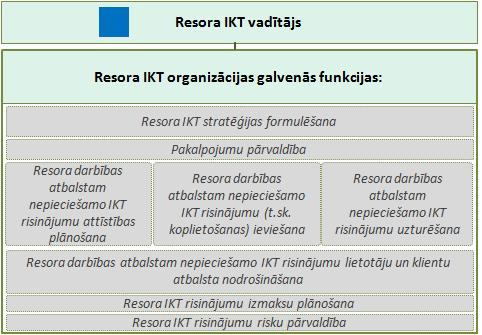 Resora IKT vadītājs
Resora IKT organizācijas galvenās funkcijas:
Resora IKT stratēģijas formulēšana
Pakalpojumu pārvaldība
Resora darbības
atbalstam
nepieciešamo IKT
risinājumu attīstības
plānošana
Resora darbības
atbalstam nepieciešamo
IKT risinājumu (t.sk.
koplietošanas) ieviešana
Resora darbības
atbalstam
nepieciešamo IKT
risinājumu uzturēšana
Resora darbības atbalstam nepieciešamo IKT risinājumu lietotāju un klientu
atbalsta nodrošināšana
Resora IKT risinājumu izmaksu plānošana
Resora IKT risinājumu risku pārvaldība